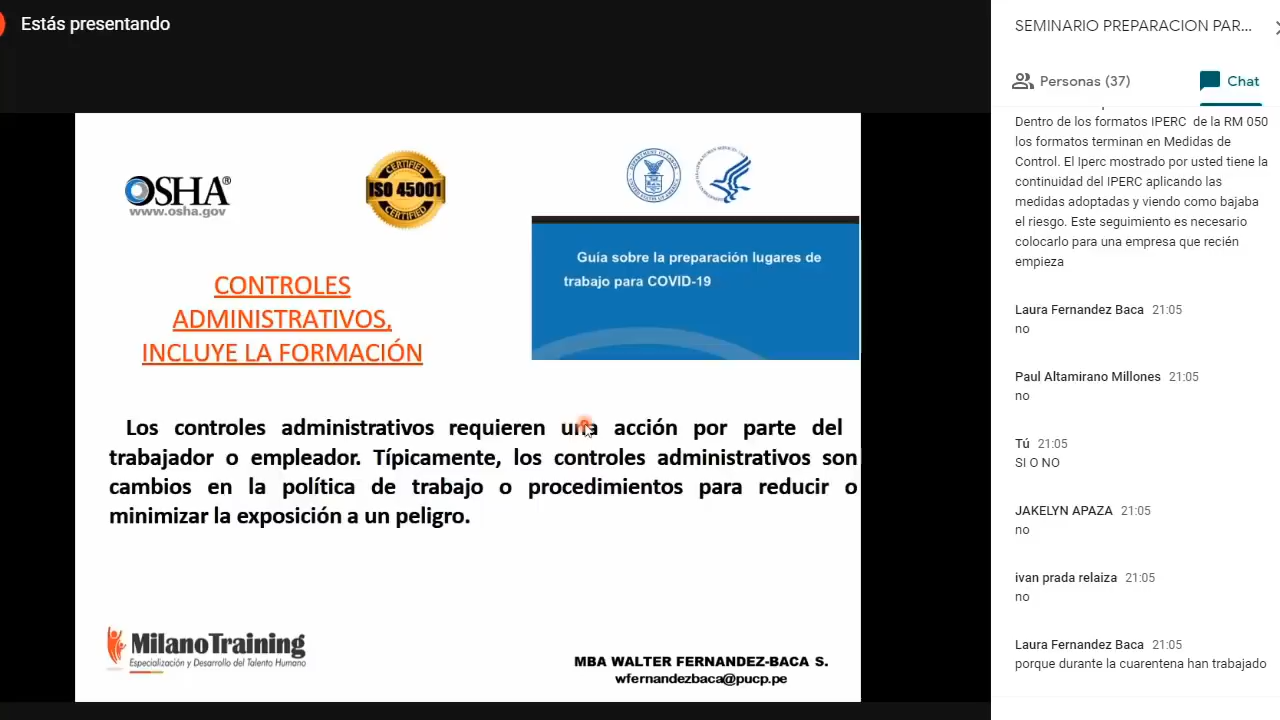 Estás presentando
OSHA®
www.osha.gov
CERTIFIED
ISO 45001
CERTIFIED
Guía sobre la preparación lugares de
trabajo para COVID-19
CONTROLES
ADMINISTRATIVOS,
INCLUYE LA FORMACIÓN
Los controles administrativos requieren una acción por parte del
trabajador o empleador. Típicamente, los controles administrativos son
cambios en la política de trabajo o procedimientos para reducir o
minimizar la exposición a un peligro.
MilanoTraining
Especialización y Desarrollo del Talento Humano
MBA WALTER FERNANDEZ-BACA S.
wfernandezbaca@pucp.pe
SEMINARIO PREPARACION PAR...
Personas (37)
Chat
Dentro de los formatos IPERC de la RM 050
los formatos terminan en Medidas de
Control. El Iperc mostrado por usted tiene la
continuidad del IPERC aplicando las
medidas adoptadas y viendo como bajaba
el riesgo. Este seguimiento es necesario
colocarlo para una empresa que recién
empieza
Laura Fernandez Baca 21:05
no
Paul Altamirano Millones 21:05
no
Tú 21:05
SI O NO
JAKELYN APAZA 21:05
no
ivan prada relaiza 21:05
no
Laura Fernandez Baca 21:05
porque durante la cuarentena han trabajado